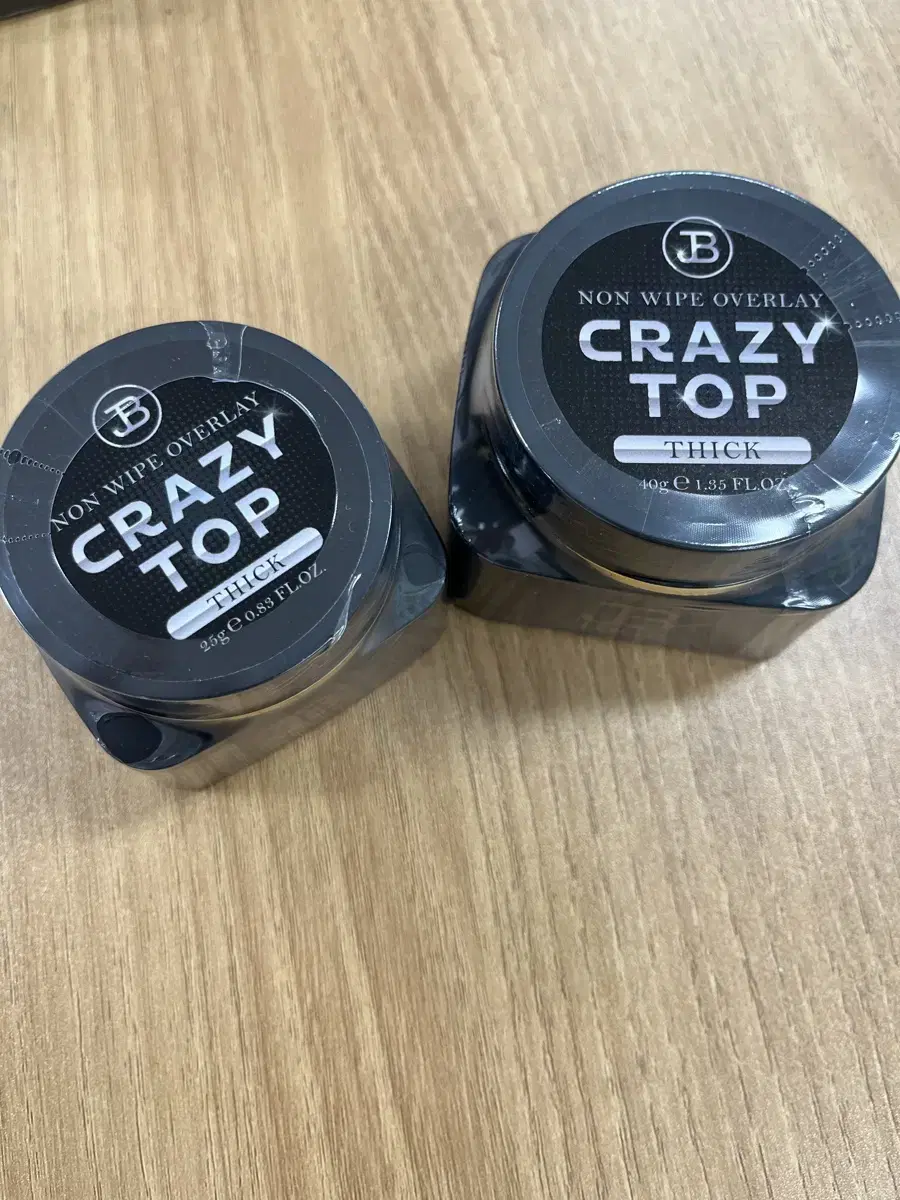 JB
NON WIPE OVERLAY
CRAZY
TOP
THICK
25g e 0.83 FL.OZ.
JB
NON WIPE OVERLAY
CRAZY
TOP
THICK
40g e 1.35 FL.OZ.